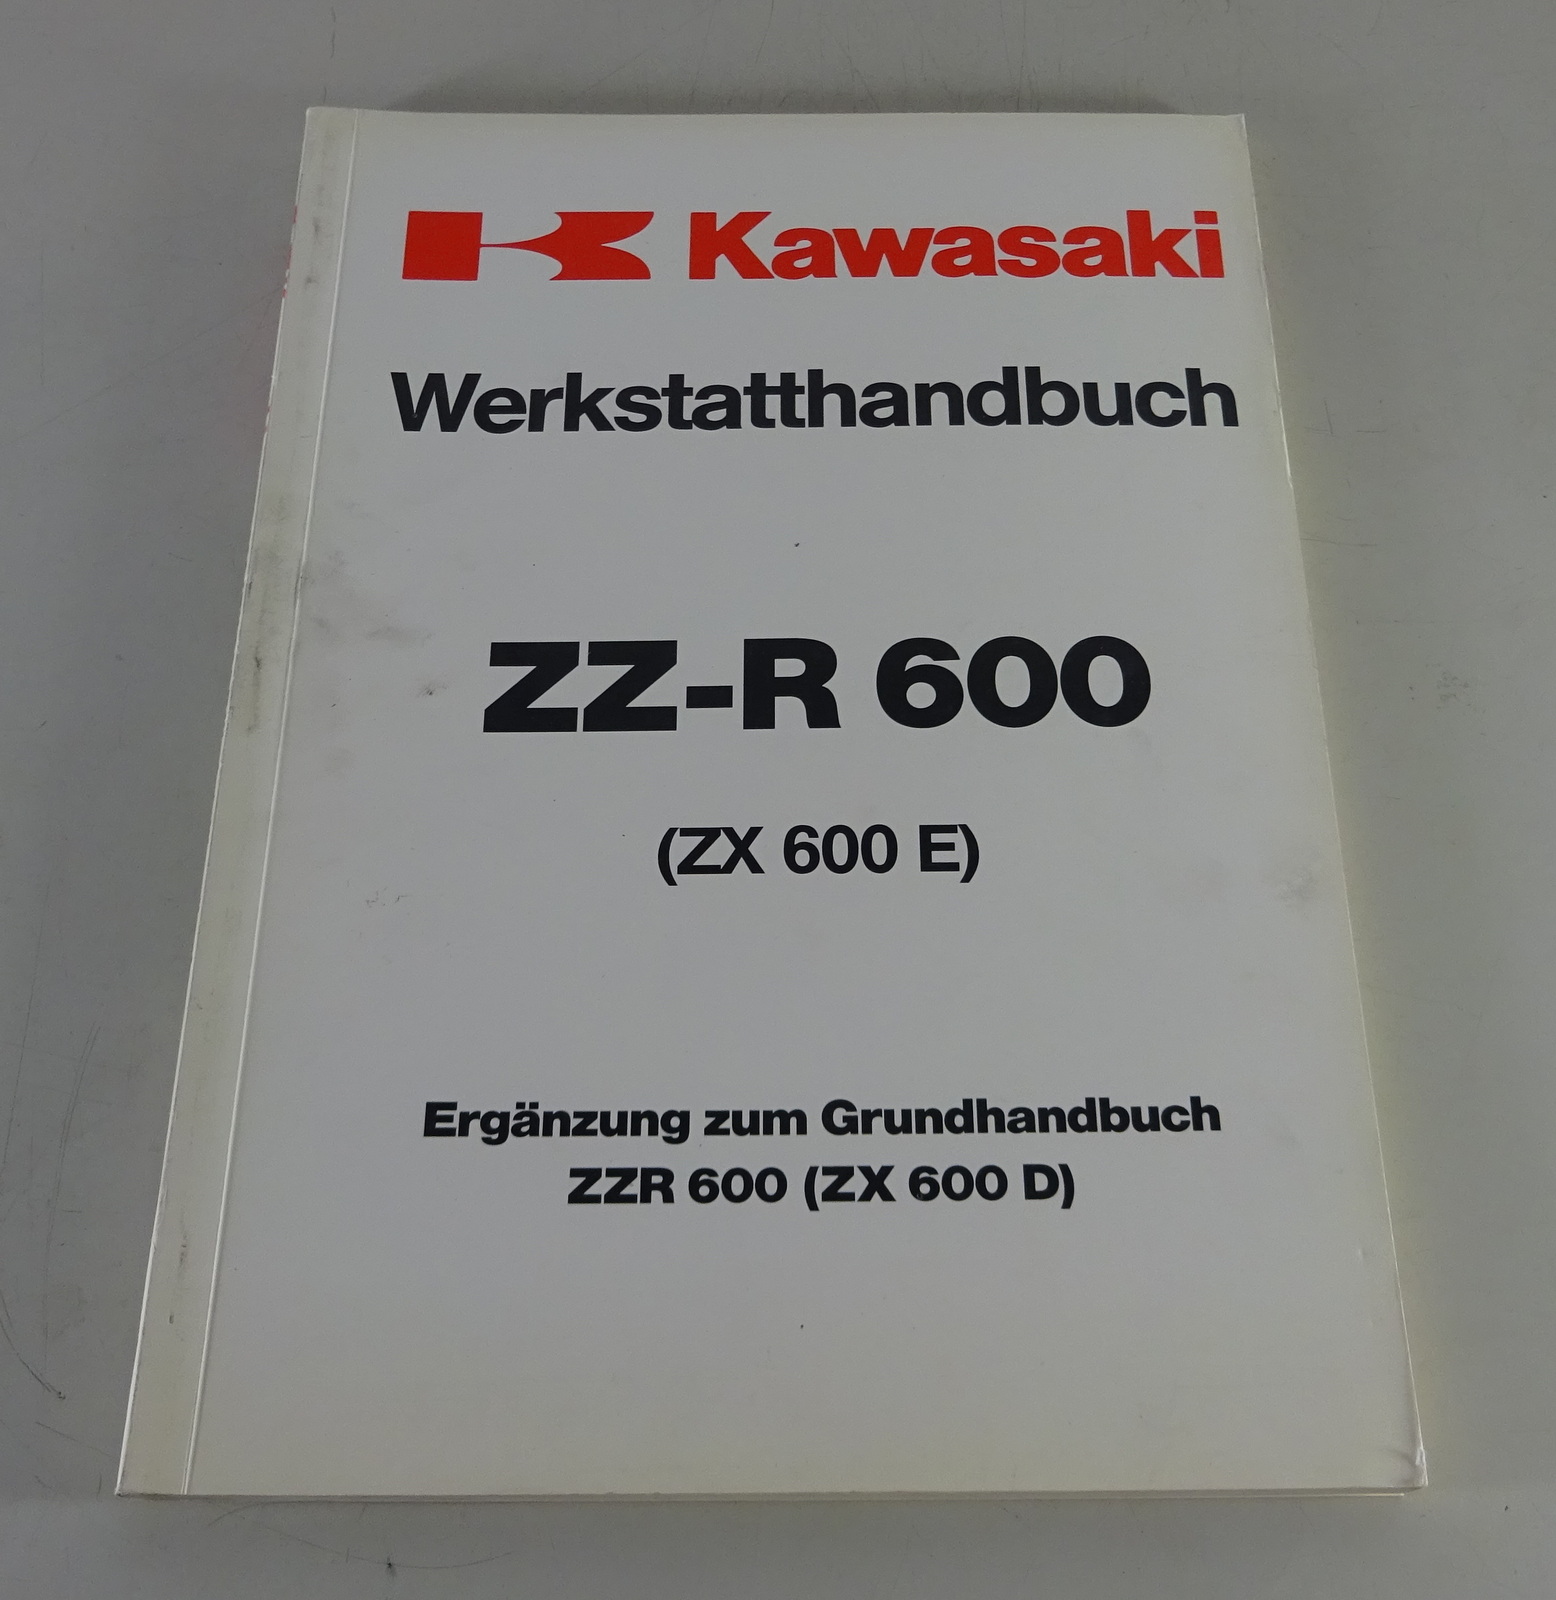 Kawasaki
Werkstatthandbuch
ZZ-R 600
(ZX 600 E)
Ergänzung zum Grundhandbuch
ZZR 600 (ZX 600 D)